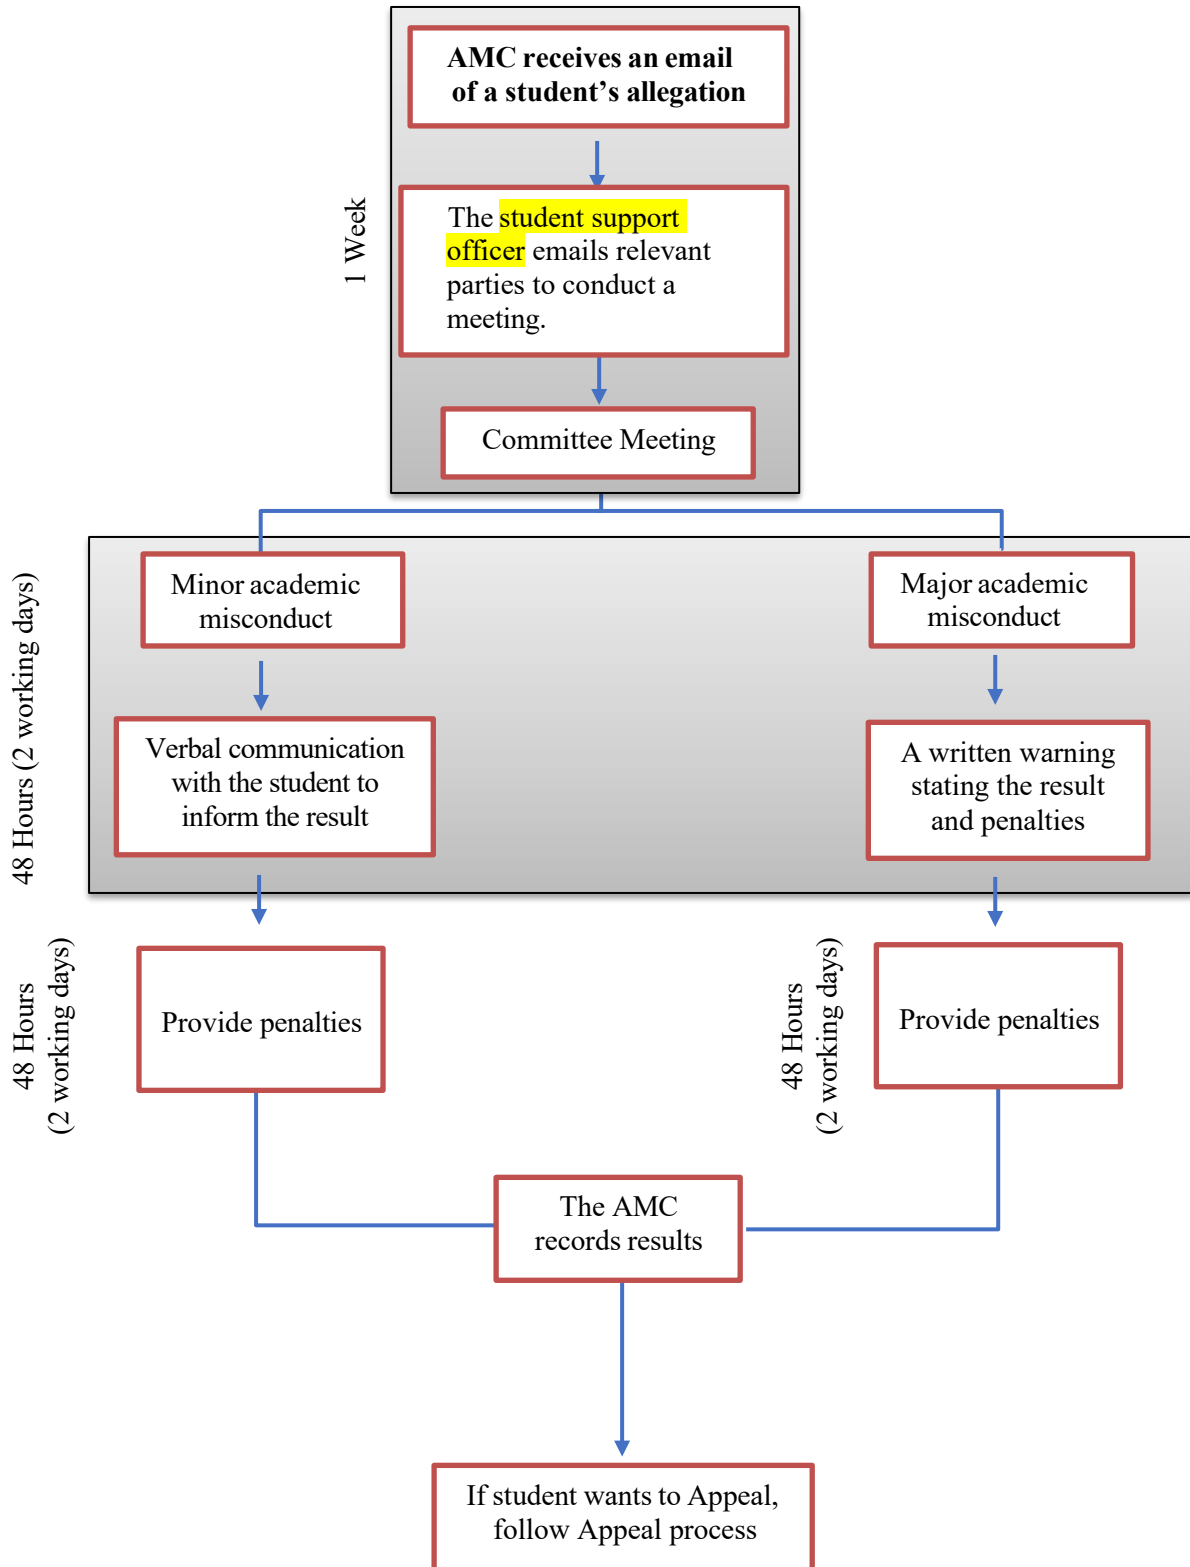 AMC receives an email
of a student’s allegation
1 Week
The student support
officer emails relevant
parties to conduct a
meeting.
Committee Meeting
48 Hours (2 working days)
Minor academic
misconduct
Major academic
misconduct
Verbal communication
with the student to
inform the result
A written warning
stating the result
and penalties
48 Hours
(2 working days)
Provide penalties
48 Hours
(2 working days)
Provide penalties
The AMC
records results
If student wants to Appeal,
follow Appeal process